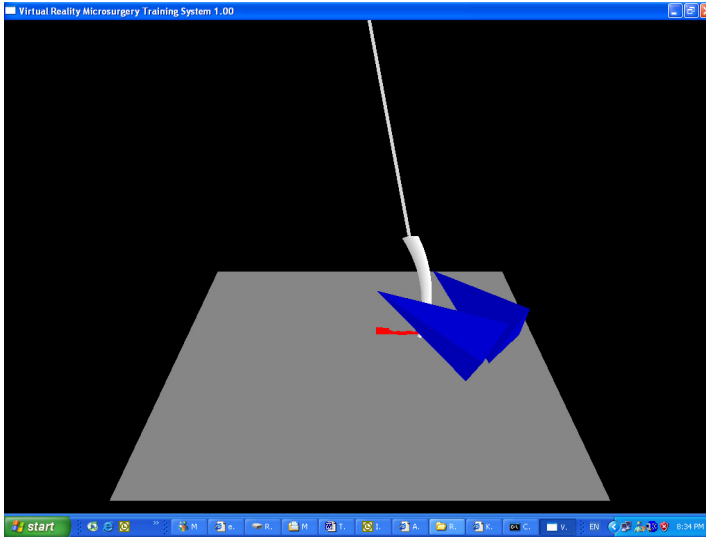 Virtual Reality Microsurgery Training System 1.00
start » M e. R. M T. I. A. R. K. C. V. EN 8:34 PM